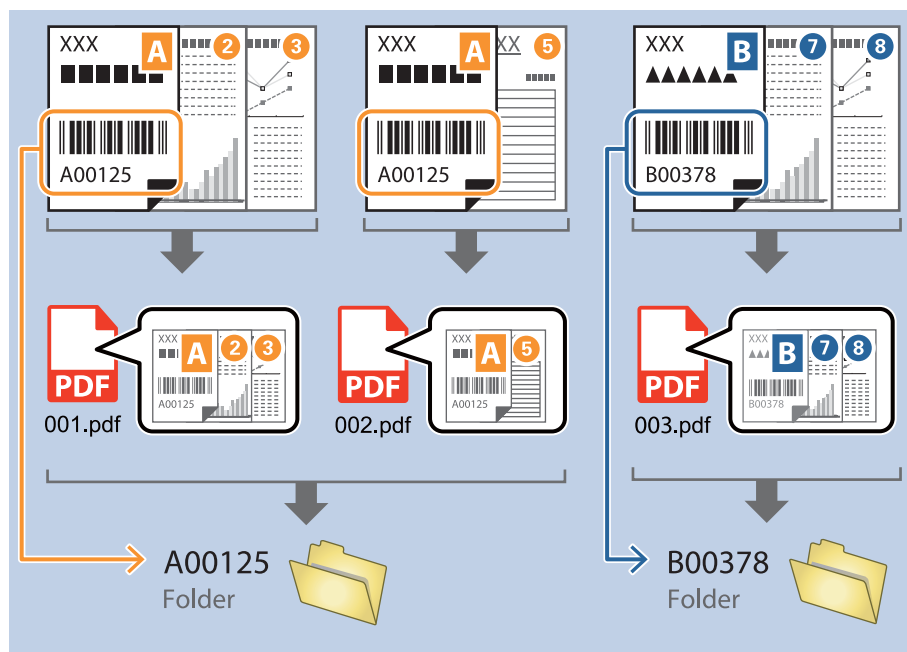 XXX A 2 3
A00125
XXX A XX 5
A00125
XXX B 7 8
B00378
PDF
001.pdf
XXX A 2 3
A00125
PDF
002.pdf
XXX A 5
A00125
PDF
003.pdf
XXX B 7 8
B00378
A00125
Folder
B00378
Folder